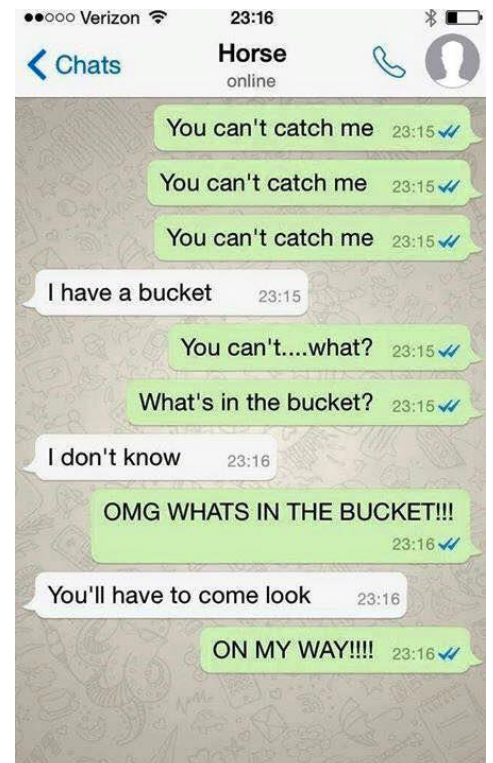 ●●○○○ Verizon 23:16
Chats Horse
online
You can't catch me 23:15
You can't catch me 23:15
You can't catch me 23:15
I have a bucket 23:15
You can't....what? 23:15
What's in the bucket? 23:15
I don't know 23:16
OMG WHATS IN THE BUCKET!!!
23:16
You'll have to come look 23:16
ON MY WAY!!!! 23:16